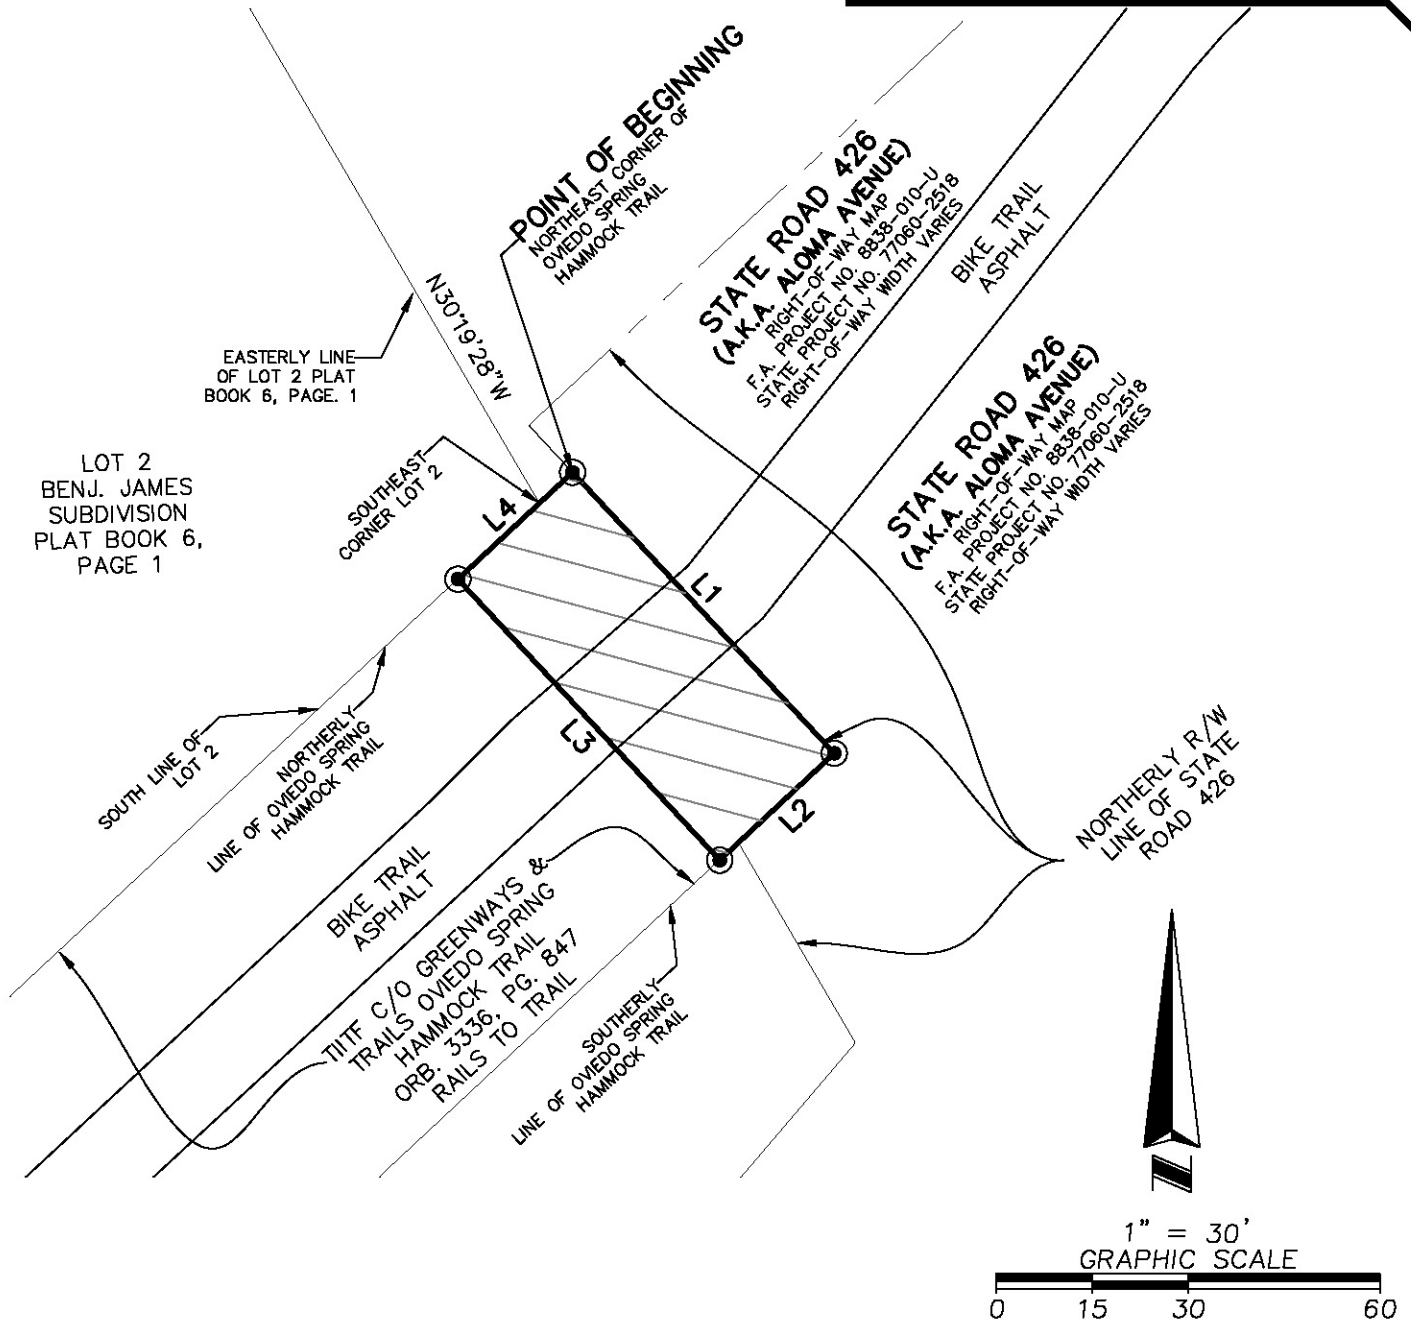 POINT OF BEGINNING
NORTHEAST CORNER OF
OVIEDO SPRING
HAMMOCK TRAIL
STATE ROAD 426
(A.K.A. ALOMA AVENUE)
RIGHT-OF-WAY MAP
F.A. PROJECT NO. 8838-010-U
STATE PROJECT NO. 77060-2518
RIGHT-OF-WAY WIDTH VARIES
BIKE TRAIL
ASPHALT
N30°19'28"W
EASTERLY LINE
OF LOT 2 PLAT
BOOK 6, PAGE. 1
STATE ROAD 426
(A.K.A. ALOMA AVENUE)
RIGHT-OF-WAY MAP
F.A. PROJECT NO. 8838-010-U
STATE PROJECT NO. 77060-2518
RIGHT-OF-WAY WIDTH VARIES
LOT 2
BENJ. JAMES
SUBDIVISION
PLAT BOOK 6,
PAGE 1
SOUTHEAST
CORNER LOT 2
L4
L1
L3
L2
SOUTH LINE OF
LOT 2
NORTHERLY
LINE OF OVIEDO SPRING
HAMMOCK TRAIL
NORTHERLY R/W
LINE OF STATE
ROAD 426
BIKE TRAIL
ASPHALT
TIITF C/O GREENWAYS &
TRAILS OVIEDO SPRING
HAMMOCK TRAIL
ORB. 3336, PG. 847
RAILS TO TRAIL
SOUTHERLY
LINE OF OVIEDO SPRING
HAMMOCK TRAIL
N
1" = 30'
GRAPHIC SCALE
0 15 30 60